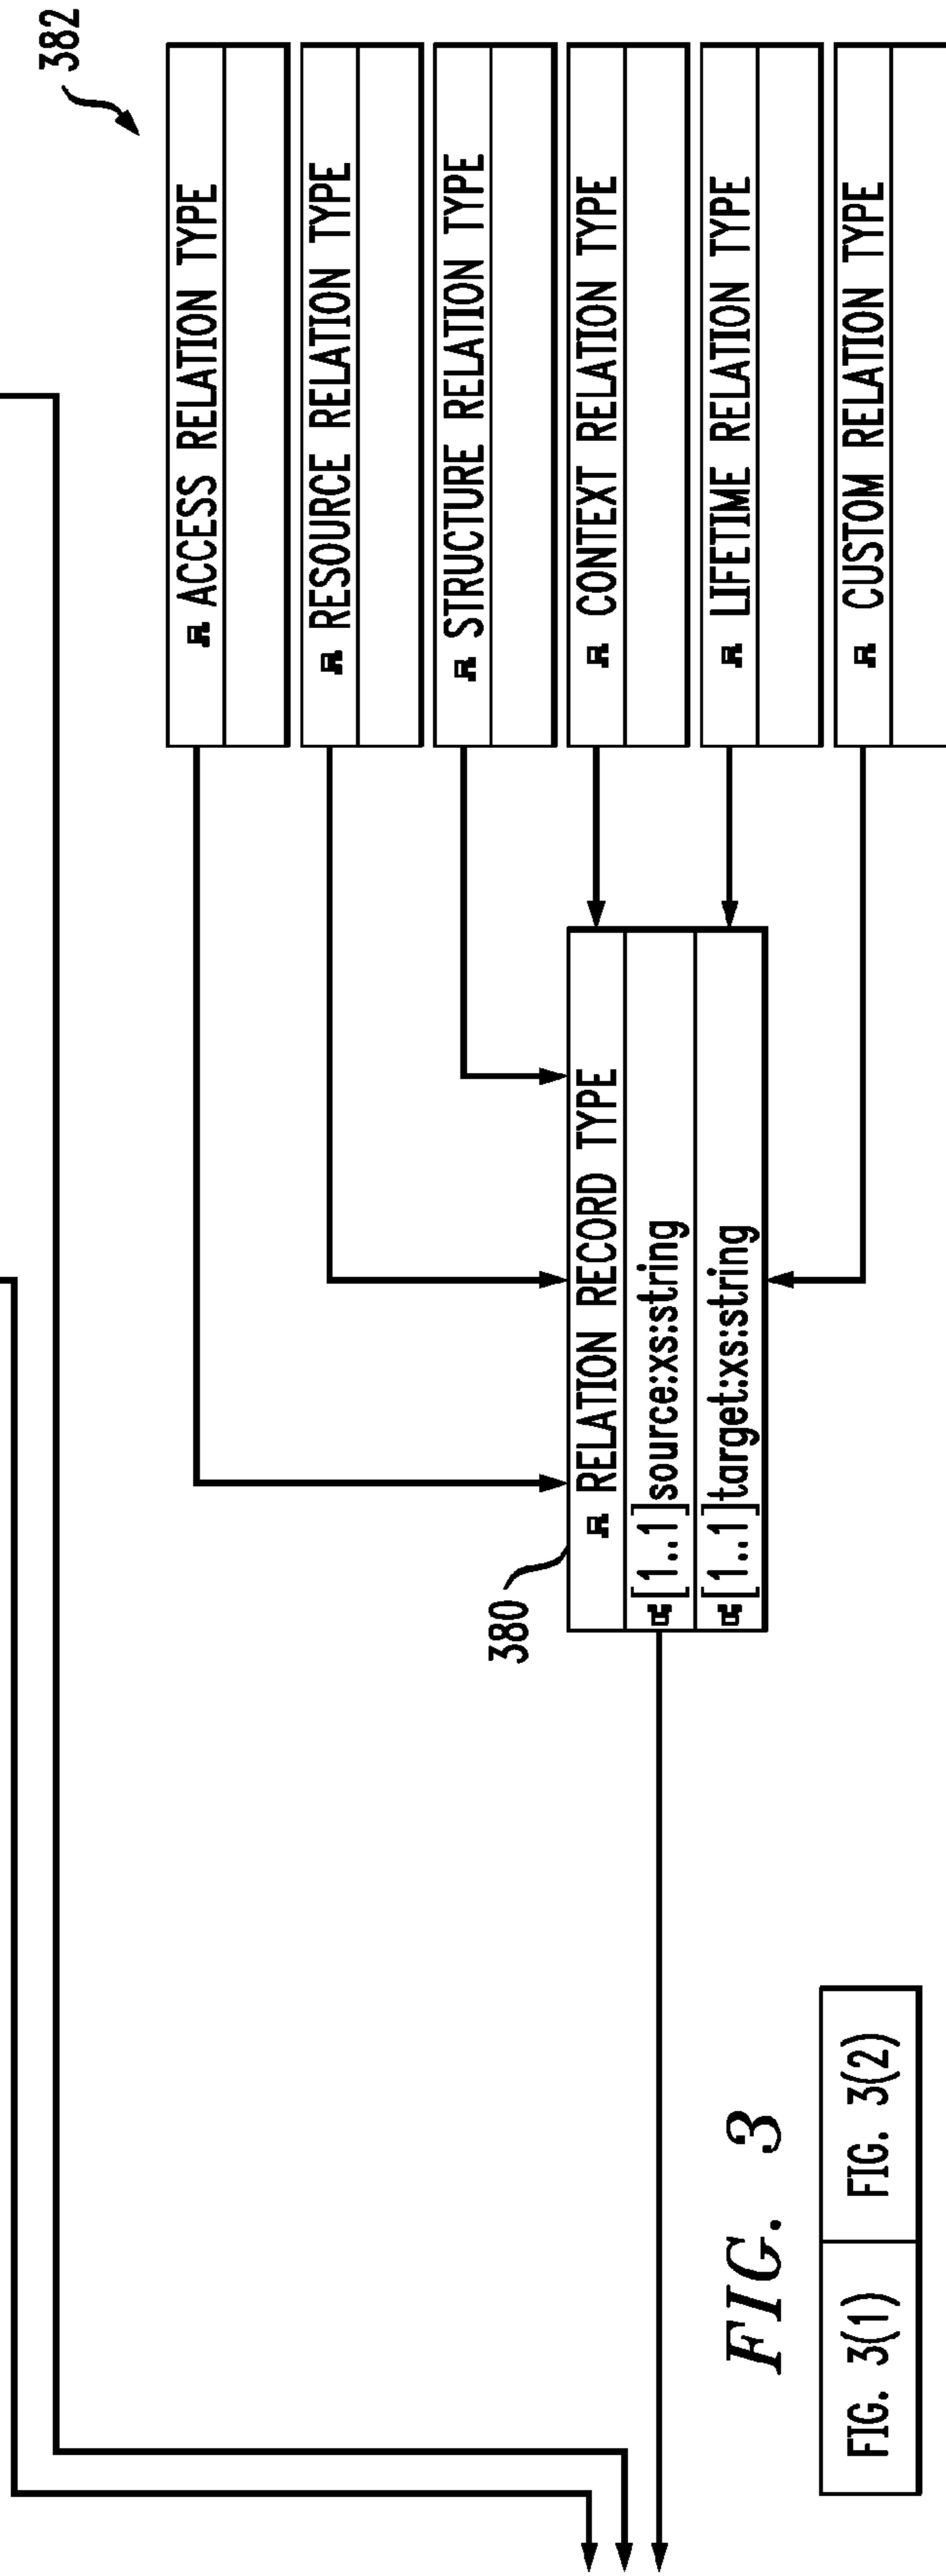 382
ACCESS RELATION TYPE
RESOURCE RELATION TYPE
STRUCTURE RELATION TYPE
CONTEXT RELATION TYPE
LIFETIME RELATION TYPE
CUSTOM RELATION TYPE
380
RELATION RECORD TYPE
[1..1]source:xs:string
[1..1]target:xs:string
FIG. 3
FIG. 3(1) FIG. 3(2)